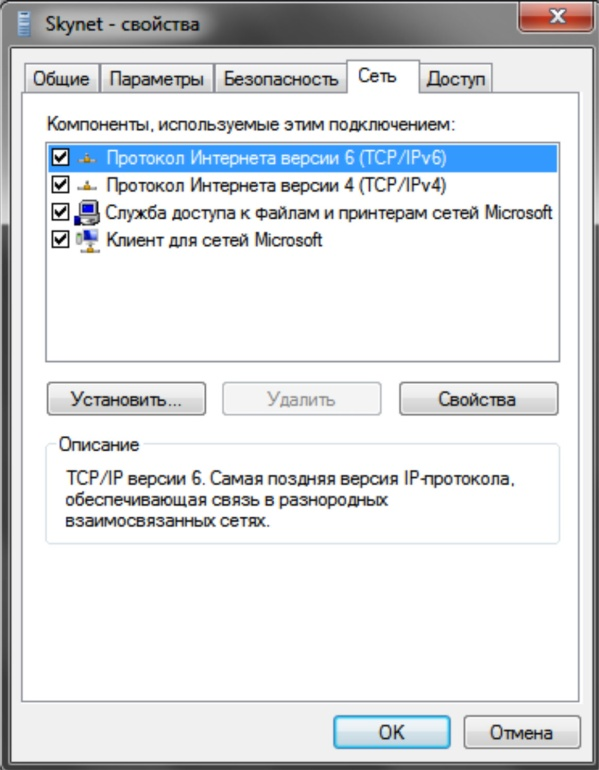 Skynet - свойства
Общие Параметры Безопасность Сеть Доступ
Компоненты, используемые этим подключением:
Протокол Интернета версии 6 (TCP/IPv6)
Протокол Интернета версии 4 (TCP/IPv4)
Служба доступа к файлам и принтерам сетей Microsoft
Клиент для сетей Microsoft
Установить... Удалить Свойства
Описание
TCP/IP версии 6. Самая поздняя версия IP-протокола,
обеспечивающая связь в разнородных
взаимосвязанных сетях.
OK Отмена